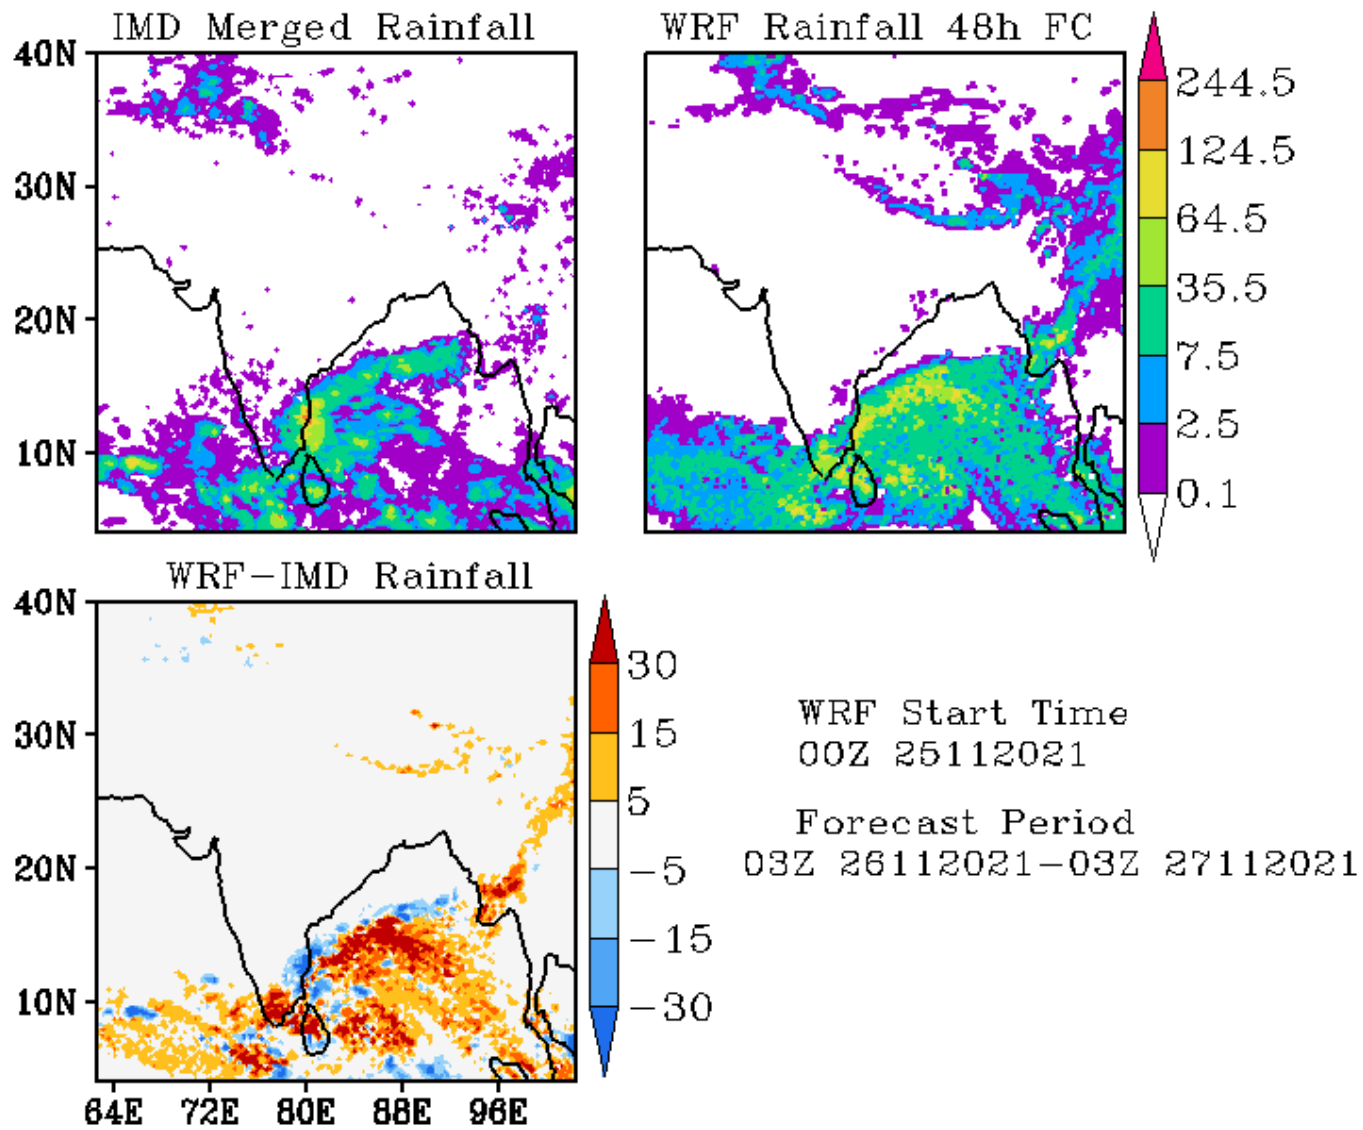 IMD Merged Rainfall
WRF Rainfall 48h FC
40N
30N
20N
10N
244.5
124.5
64.5
35.5
7.5
2.5
0.1
WRF-IMD Rainfall
40N
30N
20N
10N
64E 72E 80E 88E 96E
30
15
5
-5
-15
-30
WRF Start Time
00Z 25112021
Forecast Period
03Z 26112021-03Z 27112021